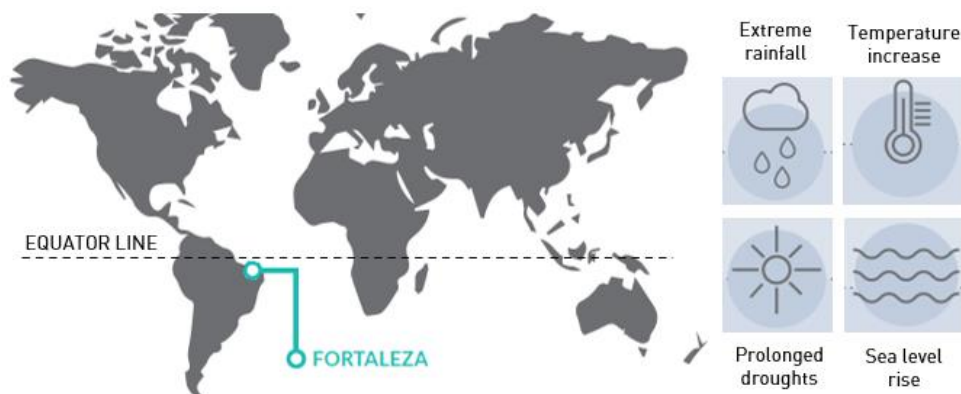 EQUATOR LINE
FORTALEZA
Extreme
rainfall
Temperature
increase
Prolonged
droughts
Sea level
rise